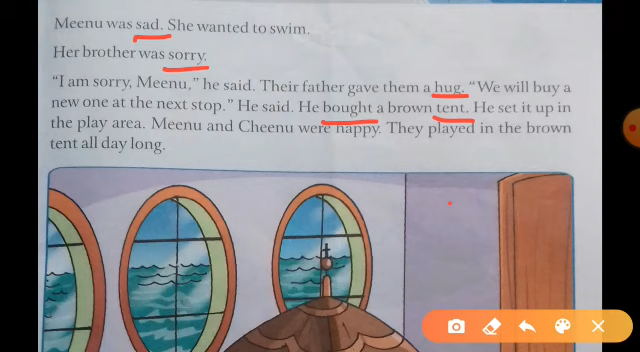 Meenu was sad. She wanted to swim.
Her brother was sorry.
“I am sorry, Meenu,” he said. Their father gave them a hug. “We will buy a
new one at the next stop.” He said. He bought a brown tent. He set it up in
the play area. Meenu and Cheenu were happy. They played in the brown
tent all day long.